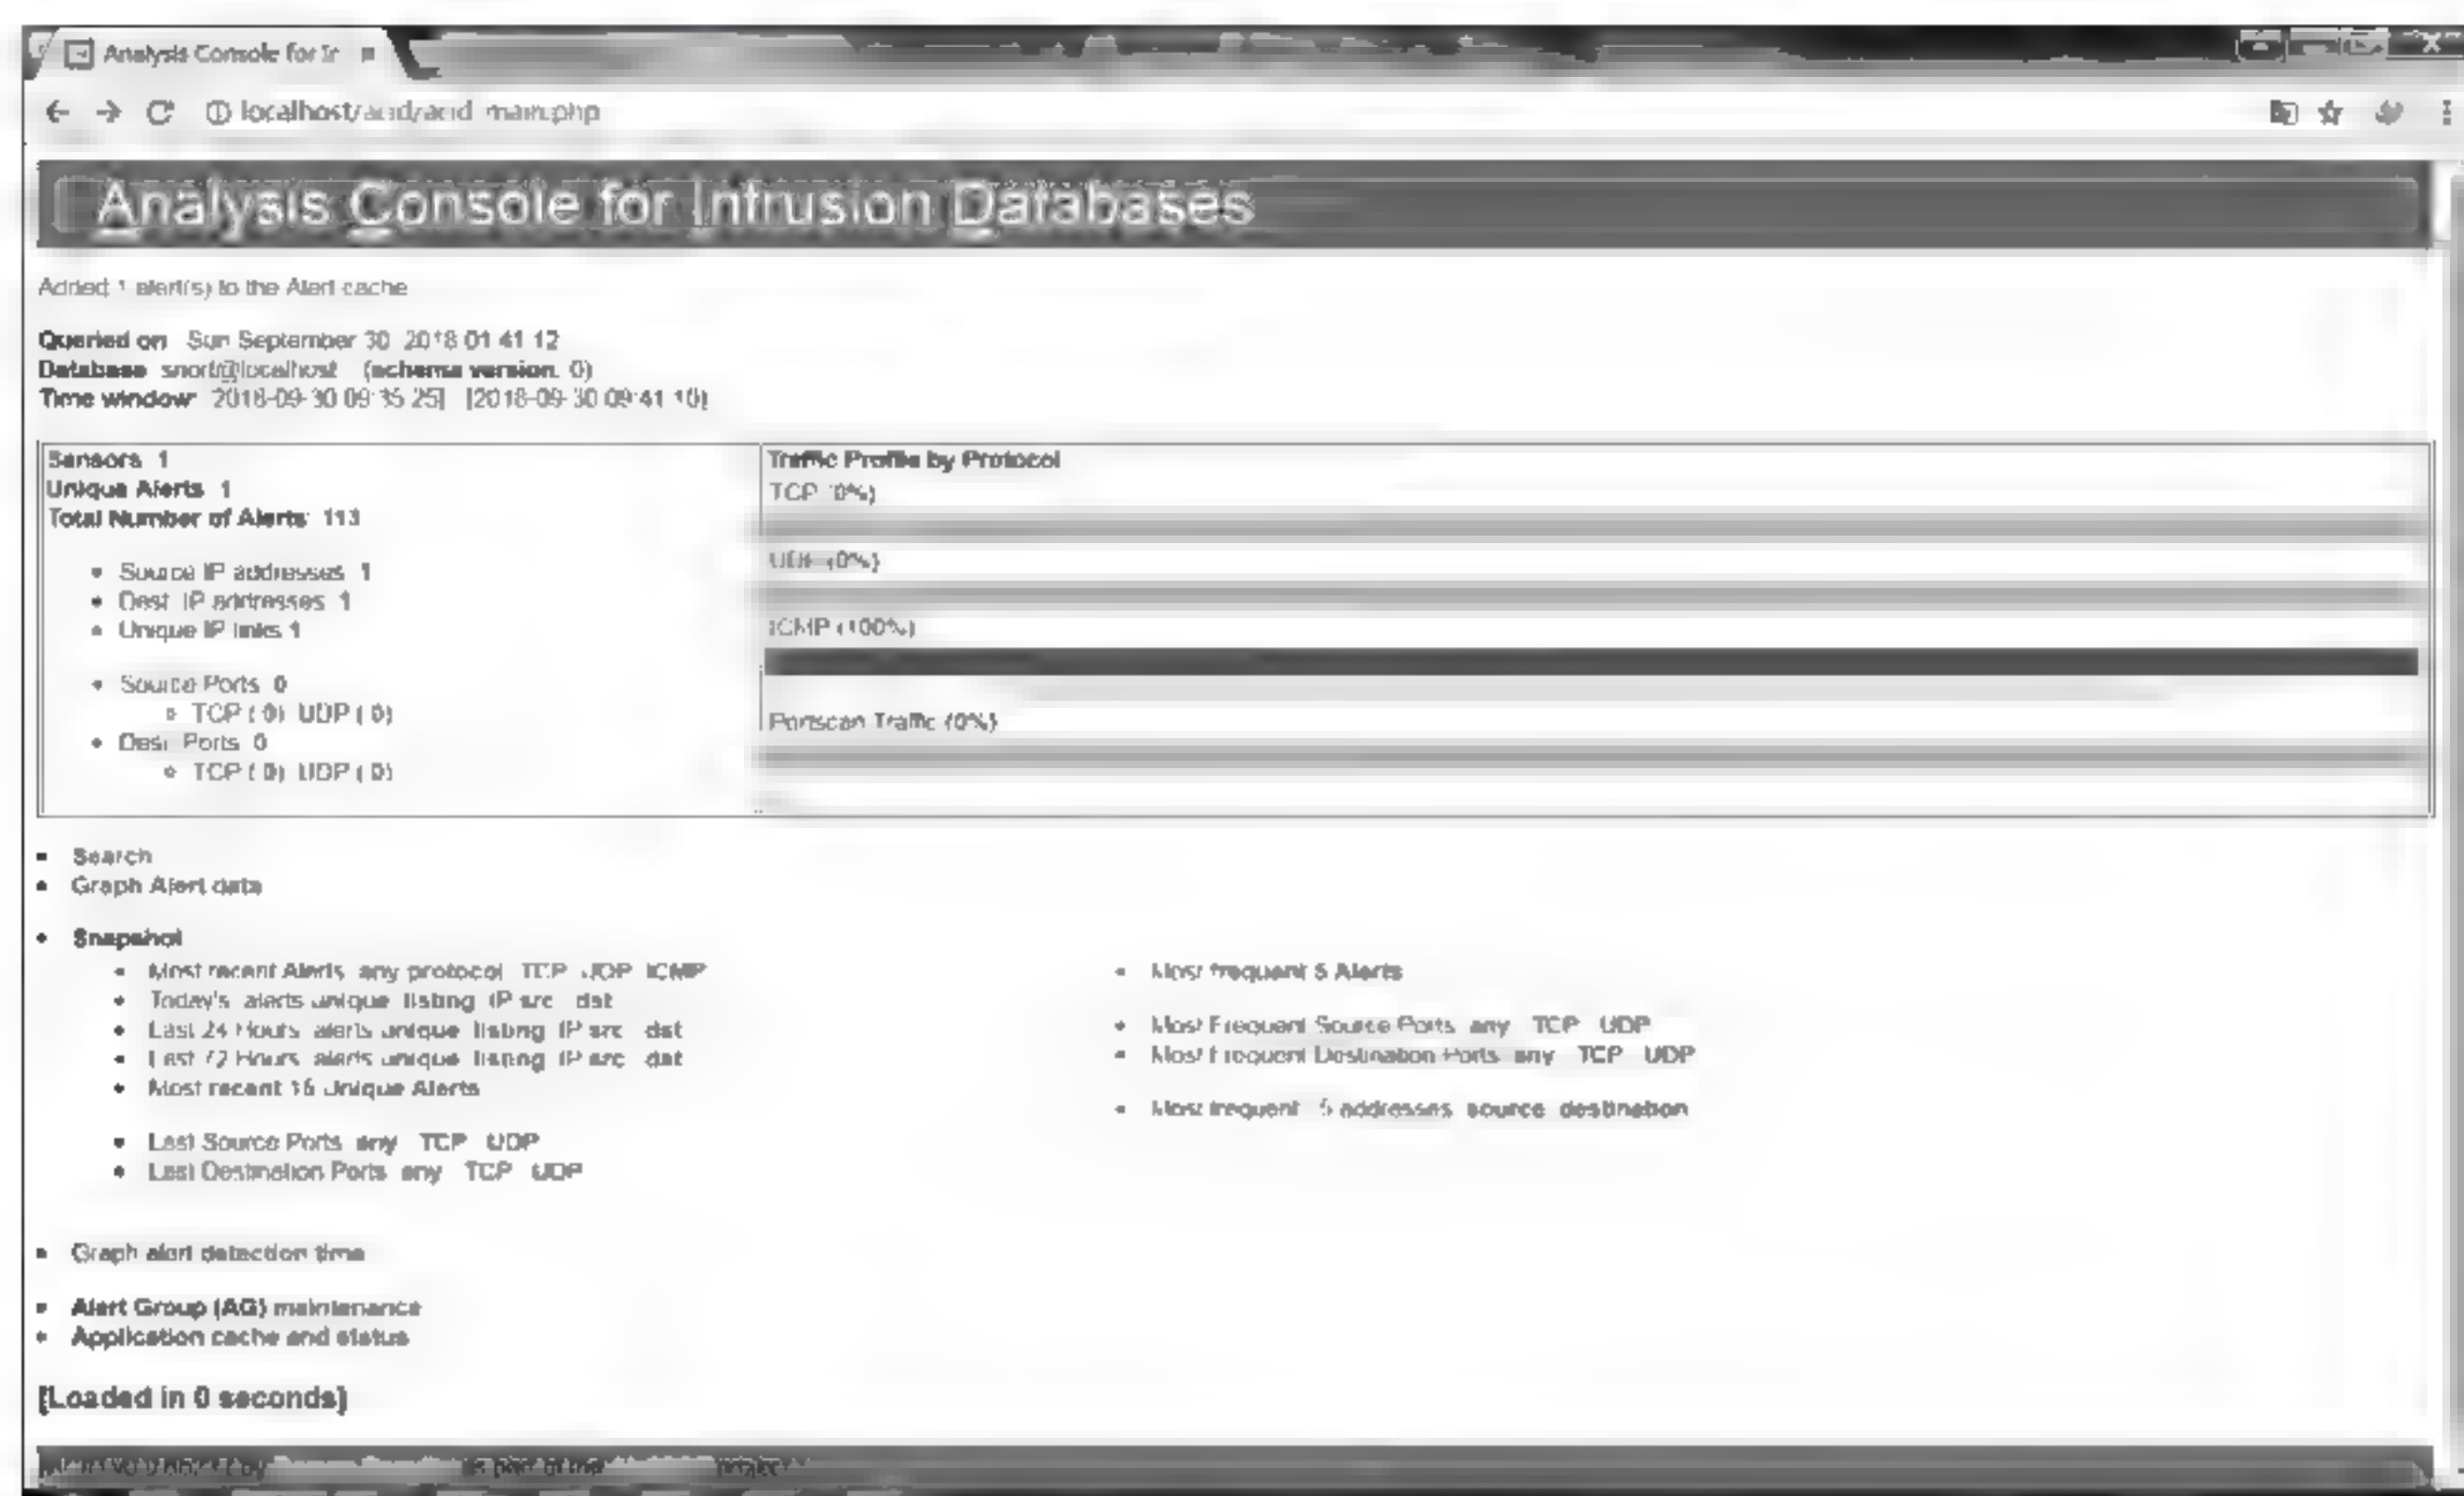 Analysis Console for In
localhost/acid/acid_main.php
Analysis Console for Intrusion Databases
Added 1 alert(s) to the Alert cache
Queried on Sun September 30 2018 01 41 12
Database snort@localhost (schema version. 0)
Time window 2018-09-30 09:35 25] [2018-09-30 09:41 10]
Sensors 1
Unique Alerts 1
Total Number of Alerts 113
Source IP addresses 1
Dest IP addresses 1
Unique IP links 1
Source Ports 0
TCP ( 0) UDP ( 0)
Dest Ports 0
TCP ( 0) UDP ( 0)
Traffic Profile by Protocol
TCP (0%)
UDP (0%)
ICMP (100%)
Portscan Traffic (0%)
Search
Graph Alert data
Snapshot
Most recent Alerts any protocol TCP UDP ICMP
Today's alerts unique listing IP src dst
Last 24 Hours alerts unique listing IP src dst
Last 72 Hours alerts unique listing IP src dst
Most recent 15 Unique Alerts
Last Source Ports any TCP UDP
Last Destination Ports any TCP UDP
Most frequent 5 Alerts
Most Frequent Source Ports any TCP UDP
Most Frequent Destination Ports any TCP UDP
Most frequent addresses source destination
Graph alert detection time
Alert Group (AG) maintenance
Application cache and status
[Loaded in 0 seconds]